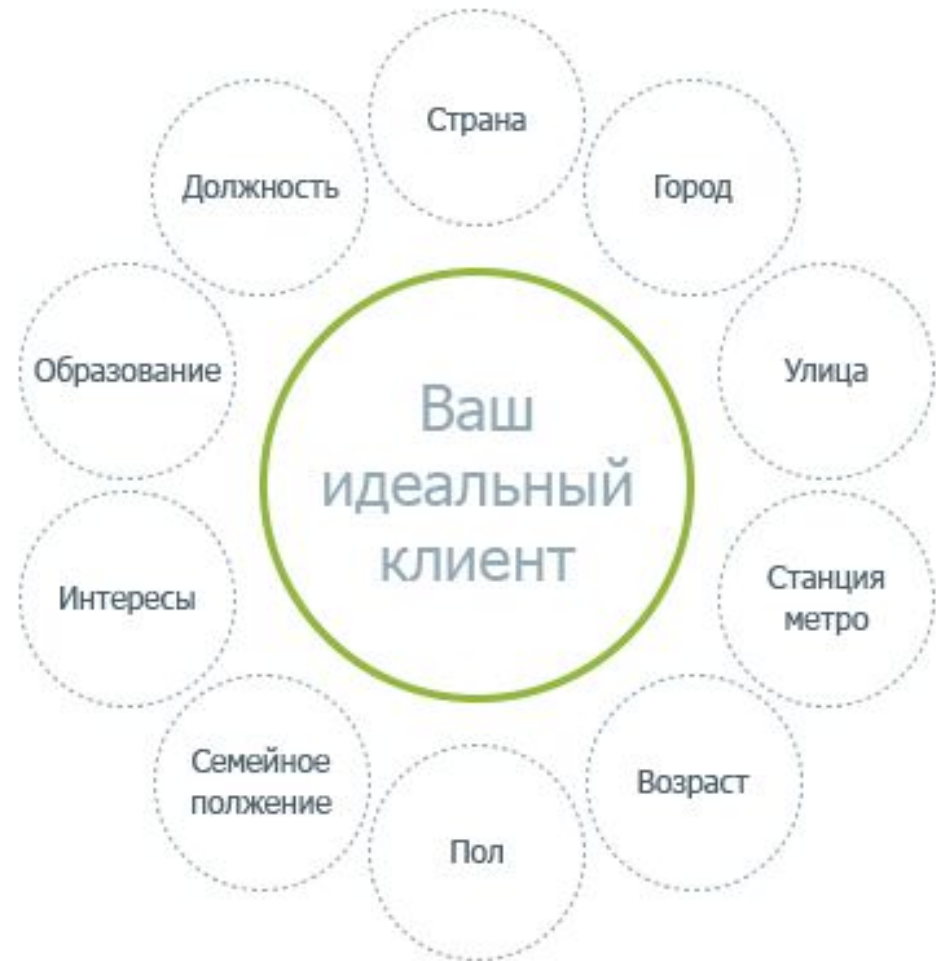 Страна
Город
Улица
Станция
метро
Возраст
Пол
Семейное
полжение
Интересы
Образование
Должность
Ваш
идеальный
клиент